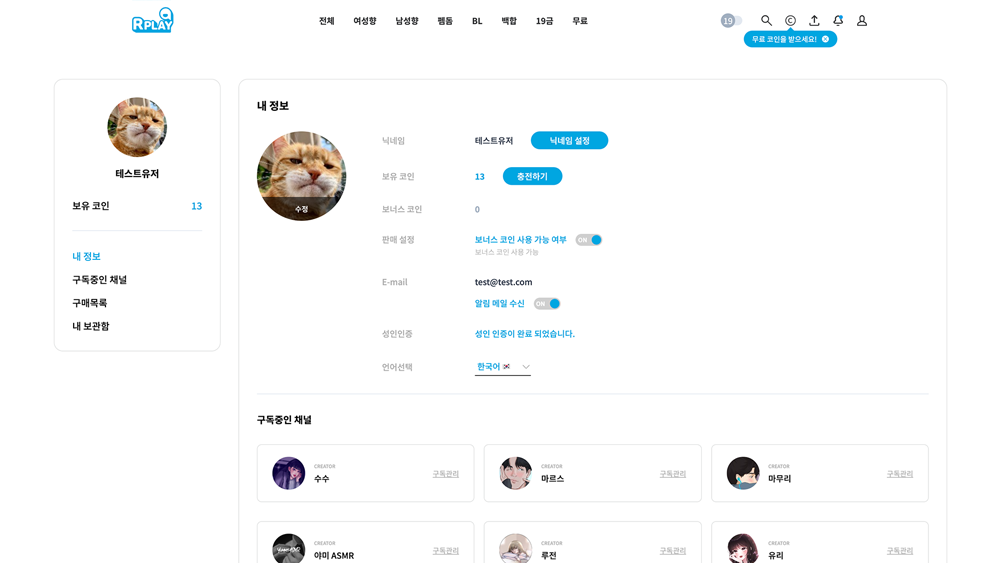 RPLAY
전체 여성향 남성향 펨돔 BL 백합 19금 무료
19
무료 코인을 받으세요!
테스트유저
보유 코인 13
내 정보
구독중인 채널
구매목록
내 보관함
내 정보
수정
닉네임 테스트유저 닉네임 설정
보유 코인 13 충전하기
보너스 코인 0
판매 설정 보너스 코인 사용 가능 여부 ON
보너스 코인 사용 가능
E-mail test@test.com
알림 메일 수신 ON
성인인증 성인 인증이 완료 되었습니다.
언어선택 한국어
구독중인 채널
CREATOR
수수
구독관리
CREATOR
마르스
구독관리
CREATOR
마무리
구독관리
CREATOR
야미 ASMR
구독관리
CREATOR
루전
구독관리
CREATOR
유리
구독관리